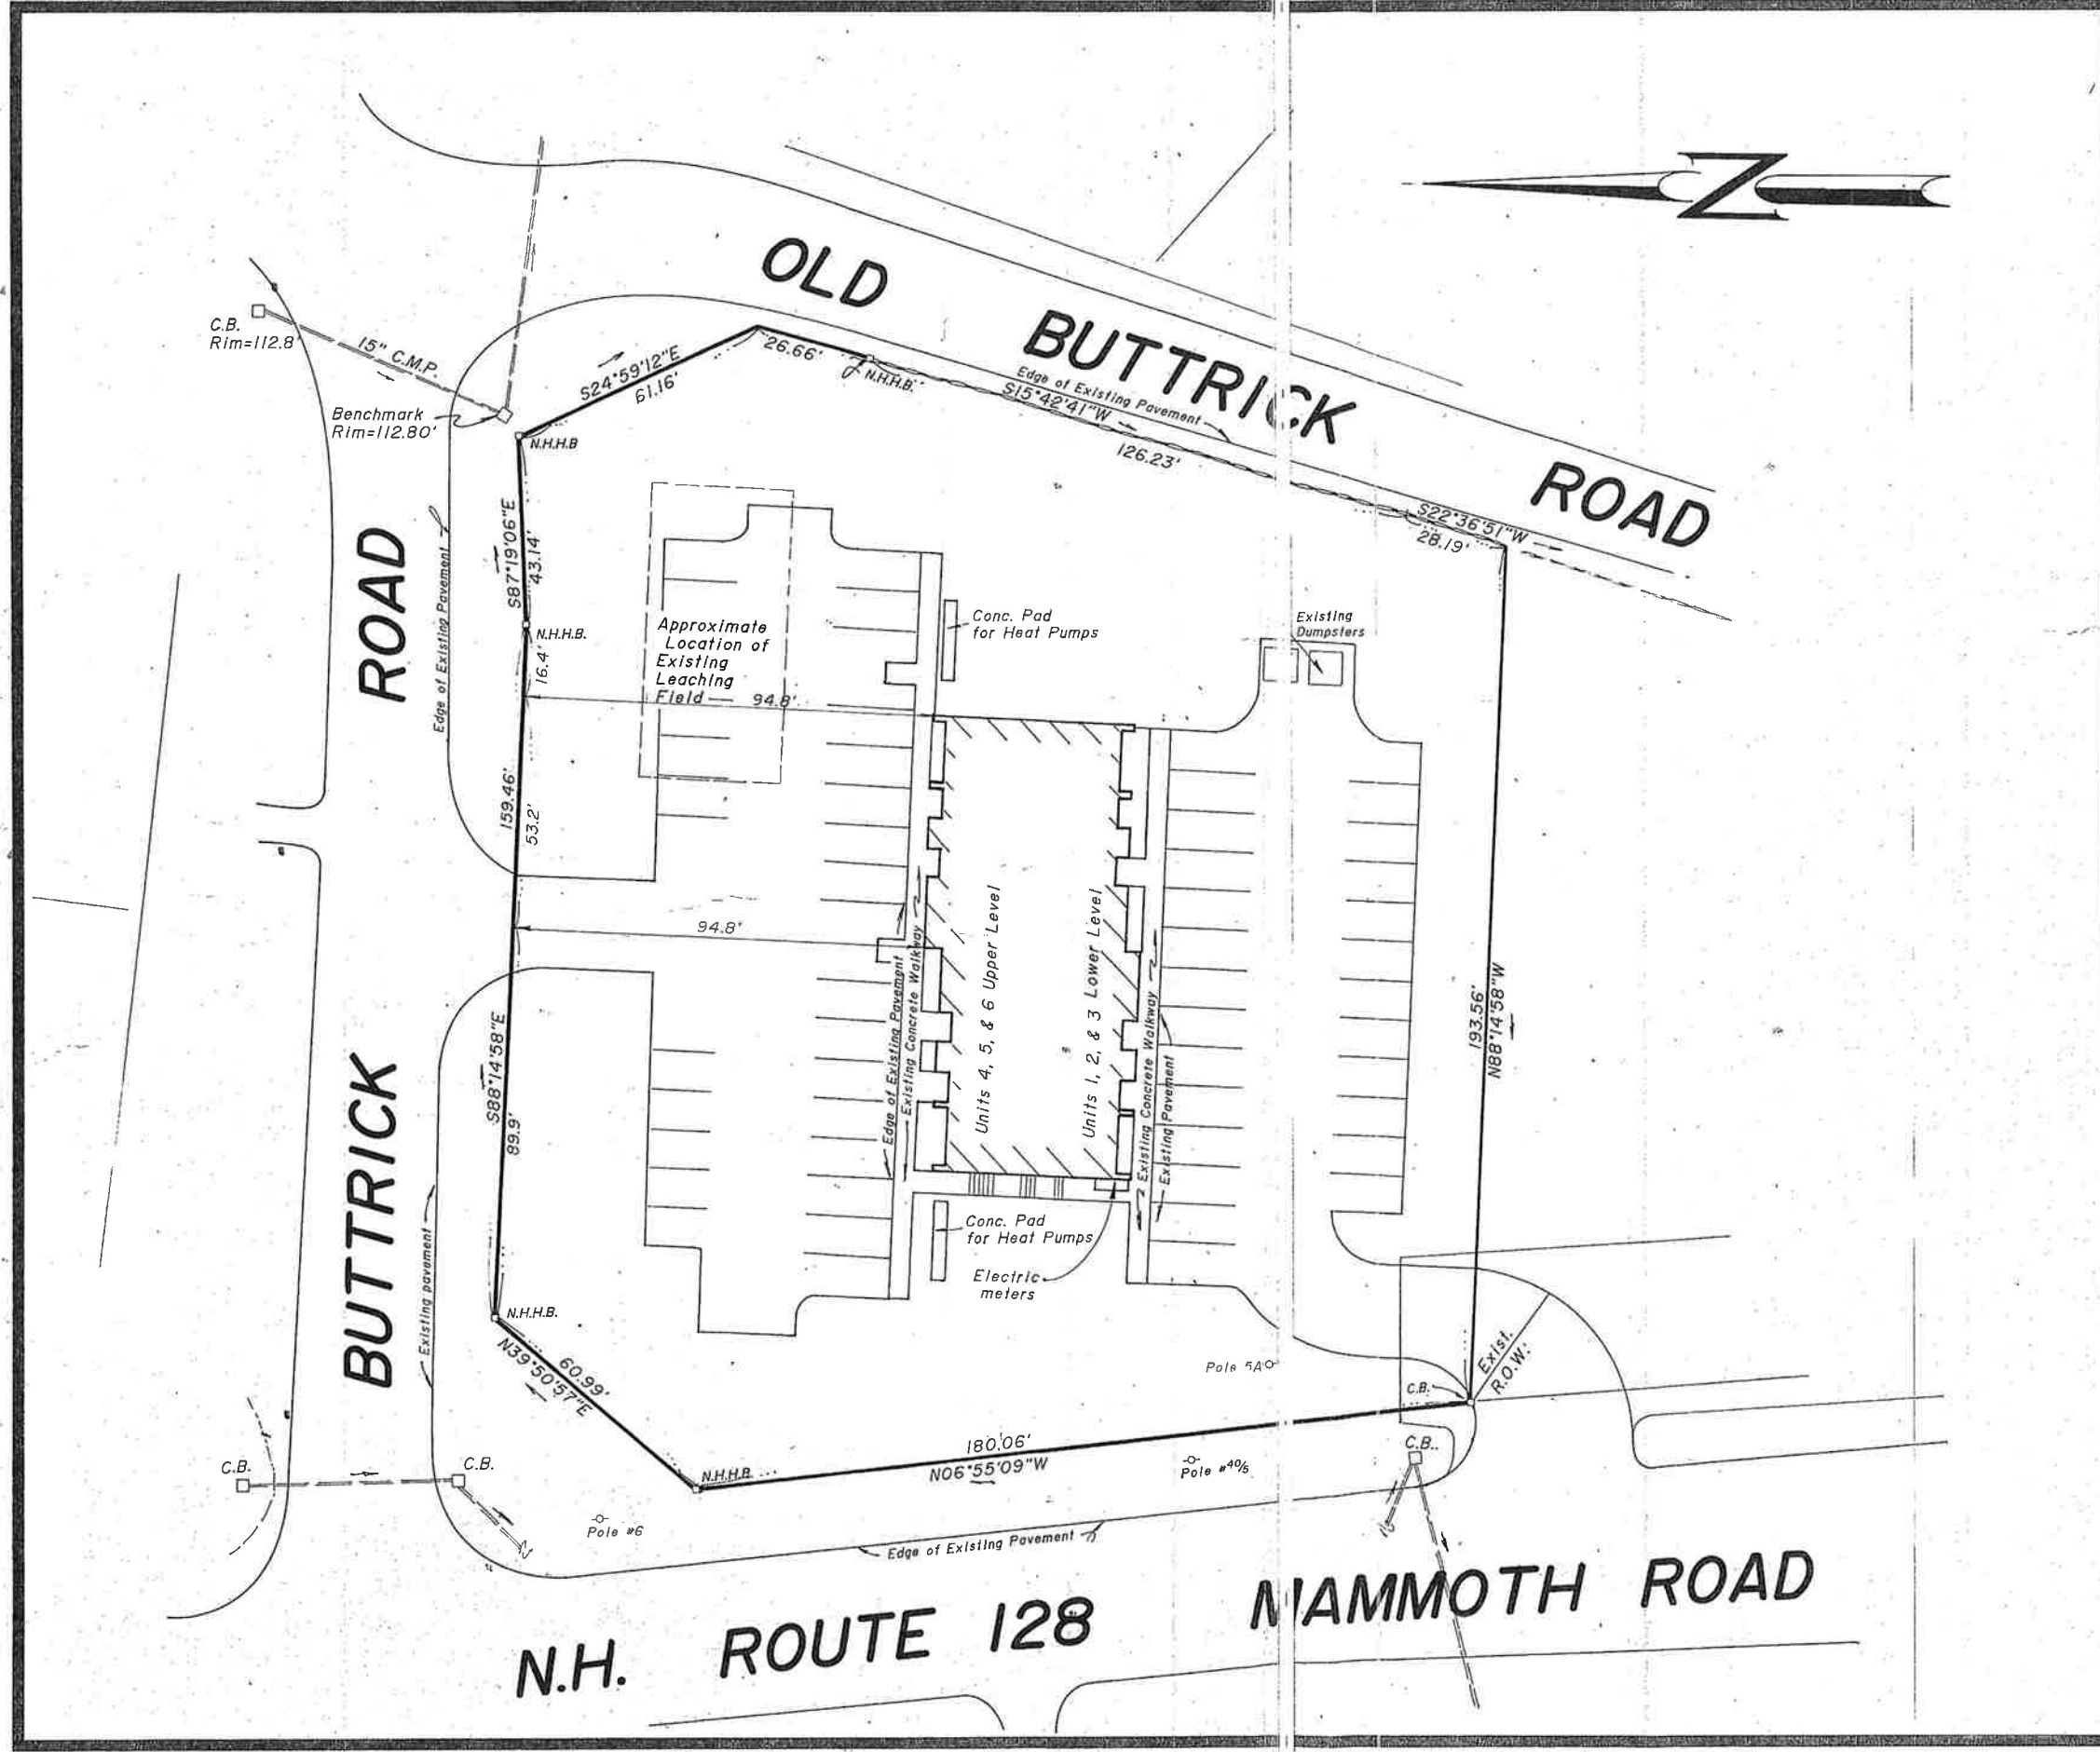 Z
OLD
BUTTRICK
ROAD
C.B.
Rim=112.8'
15" C.M.P.
Benchmark
Rim=112.80'
S24°59'12"E
61.16'
26.66'
N.H.H.B.
Edge of Existing Pavement
S15°42'41"W
126.23'
S22°36'51"W
28.19'
N.H.H.B
S87°19'06"E
43.14'
Edge of Existing Pavement
ROAD
N.H.H.B.
16.4'
Approximate
Location of
Existing
Leaching
Field
94.8'
Conc. Pad
for Heat Pumps
Existing
Dumpsters
159.46'
53.2'
94.8'
Units 4, 5, & 6 Upper Level
Units 1, 2, & 3 Lower Level
Edge of Existing Pavement
Existing Concrete Walkway
Existing Concrete Walkway
Existing Pavement
193.56'
N88°14'58"W
S88°14'58"E
89.9'
BUTTRICK
Existing pavement
Conc. Pad
for Heat Pumps
Electric
meters
N.H.H.B.
60.99'
N39°50'57"E
Pole 5A
Exist.
R.O.W.
C.B.
C.B.
C.B.
C.B.
N.H.H.B.
180.06'
N06°55'09"W
Pole #40/5
Pole #6
Edge of Existing Pavement
N.H. ROUTE 128 MAMMOTH ROAD